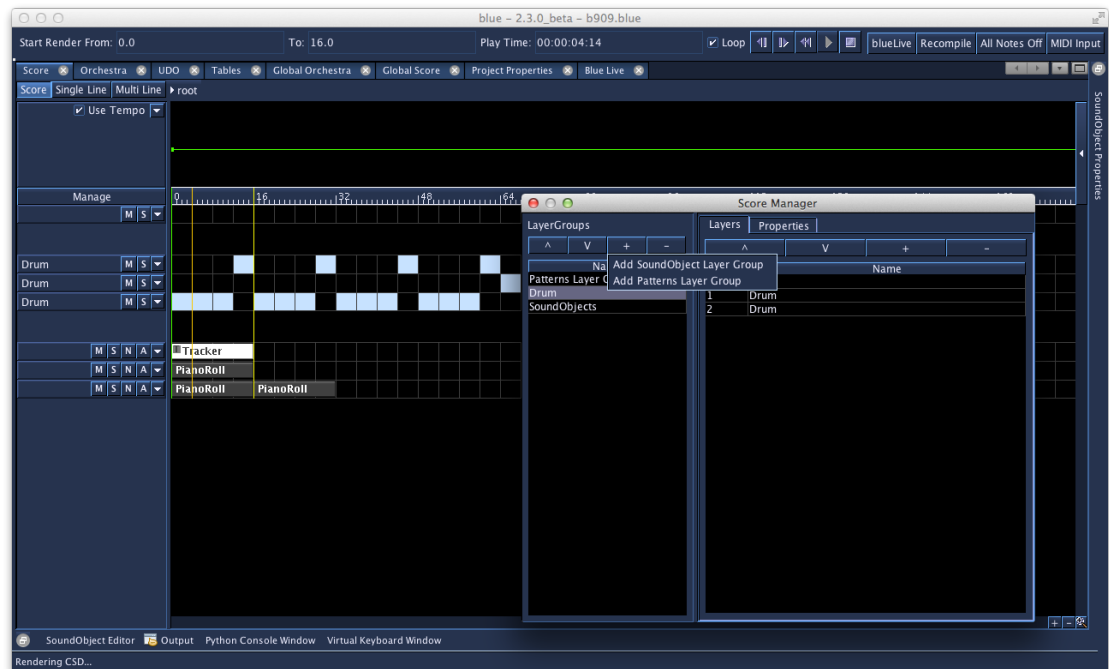 blue – 2.3.0_beta – b909.blue
Start Render From: 0.0 To: 16.0 Play Time: 00:00:04:14 Loop blueLive Recompile All Notes Off MIDI Input
Score Orchestra UDO Tables Global Orchestra Global Score Project Properties Blue Live
Score Single Line Multi Line root
SoundObject Properties
Use Tempo
Manage 0 16 32 48 64
M S
Drum M S
Drum M S
Drum M S
M S N A Tracker
M S N A PianoRoll
M S N A PianoRoll PianoRoll
Score Manager
LayerGroups
^ V + -
Patterns Layer
Drum
SoundObjects
Add SoundObject Layer Group
Add Patterns Layer Group
Layers Properties
^ V + -
Name
1 Drum
2 Drum
+ -
SoundObject Editor Output Python Console Window Virtual Keyboard Window
Rendering CSD...